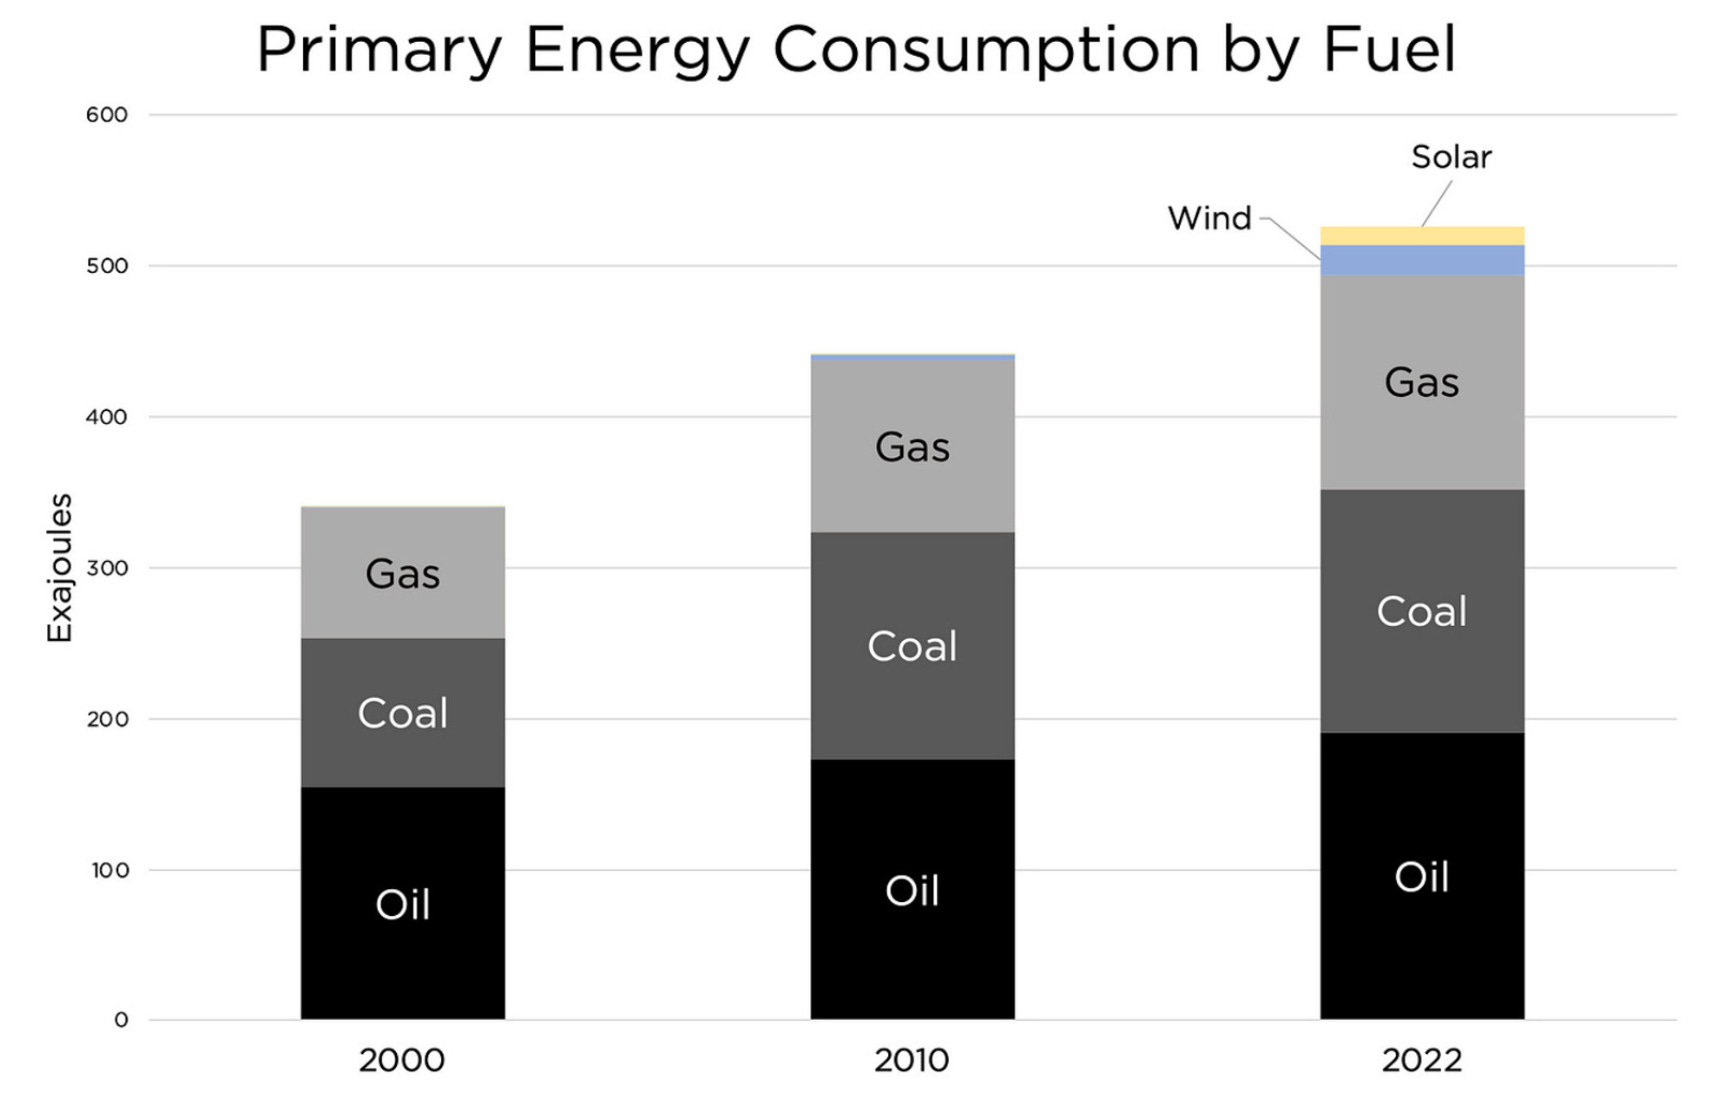 Primary Energy Consumption by Fuel
600
500
400
300
200
100
0
Exajoules
Gas
Coal
Oil
2000
Gas
Coal
Oil
2010
Solar
Wind
Gas
Coal
Oil
2022